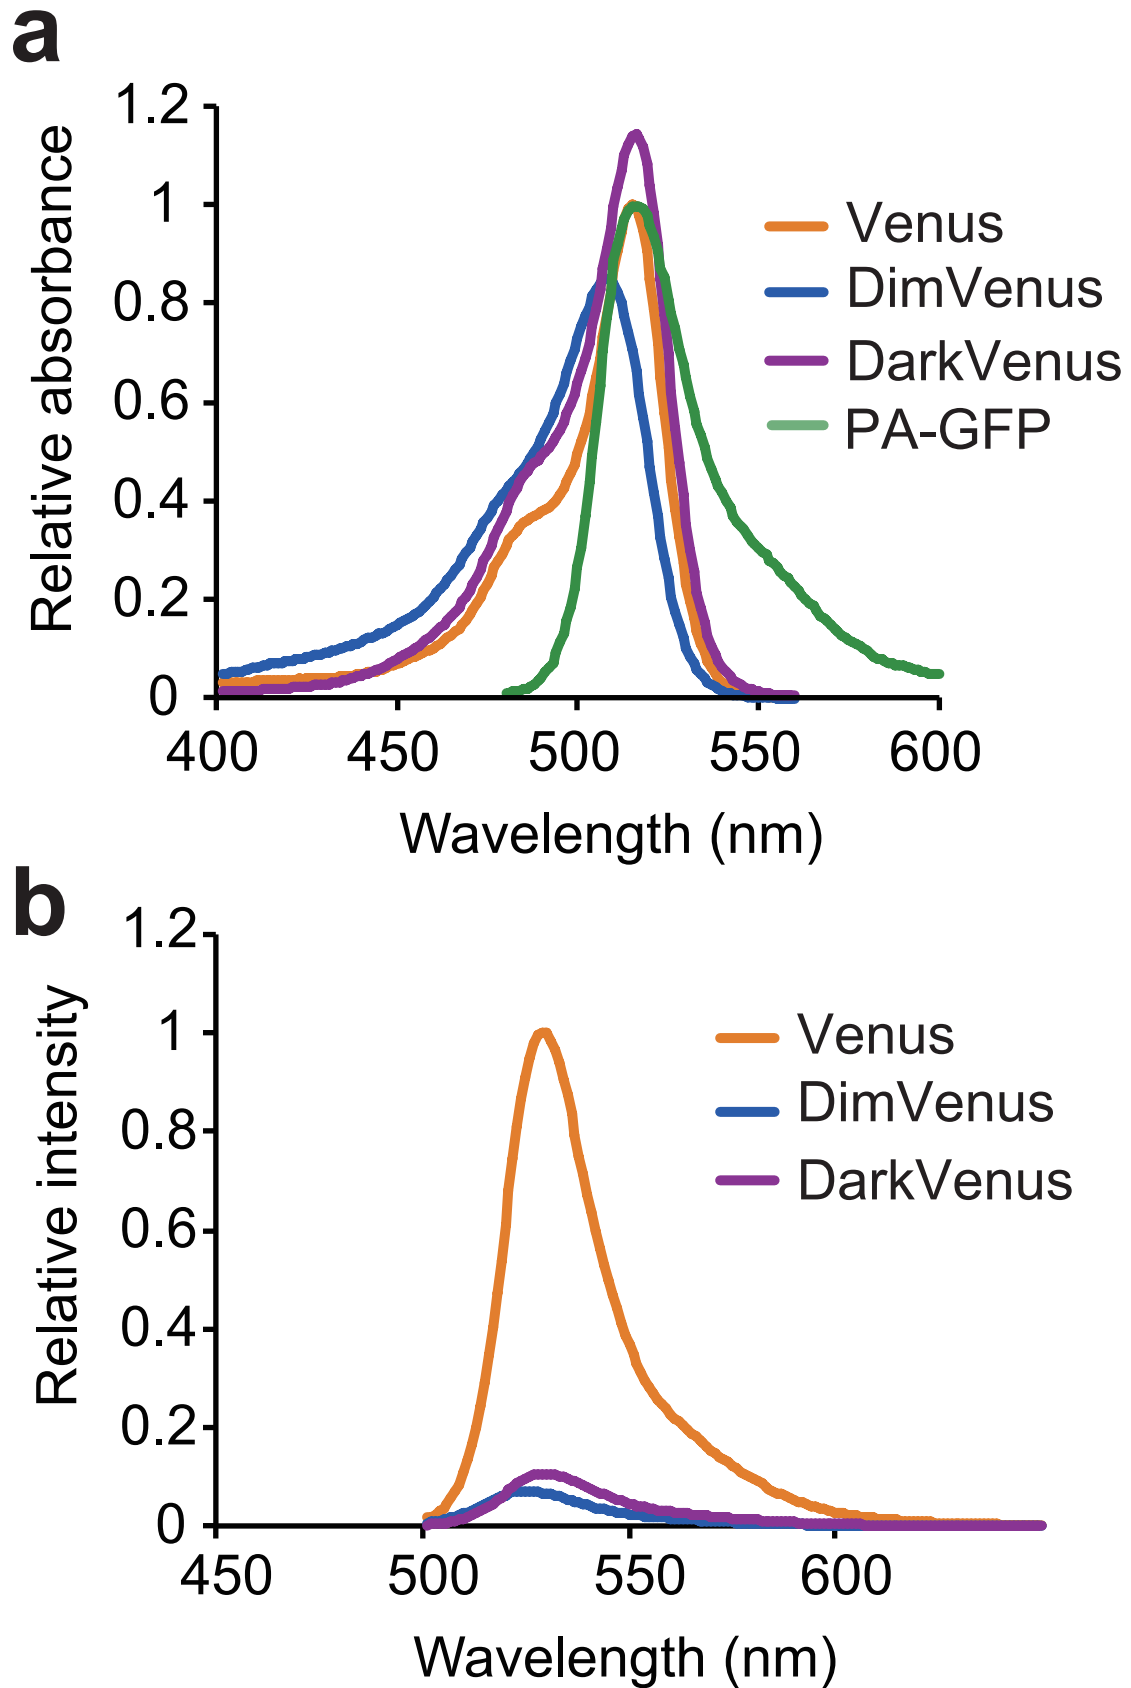 a
1.2
1
0.8
0.6
0.4
0.2
0
Relative absorbance
Venus
DimVenus
DarkVenus
PA-GFP
400 450 500 550 600
Wavelength (nm)
b
1.2
1
0.8
0.6
0.4
0.2
0
Relative intensity
Venus
DimVenus
DarkVenus
450 500 550 600
Wavelength (nm)